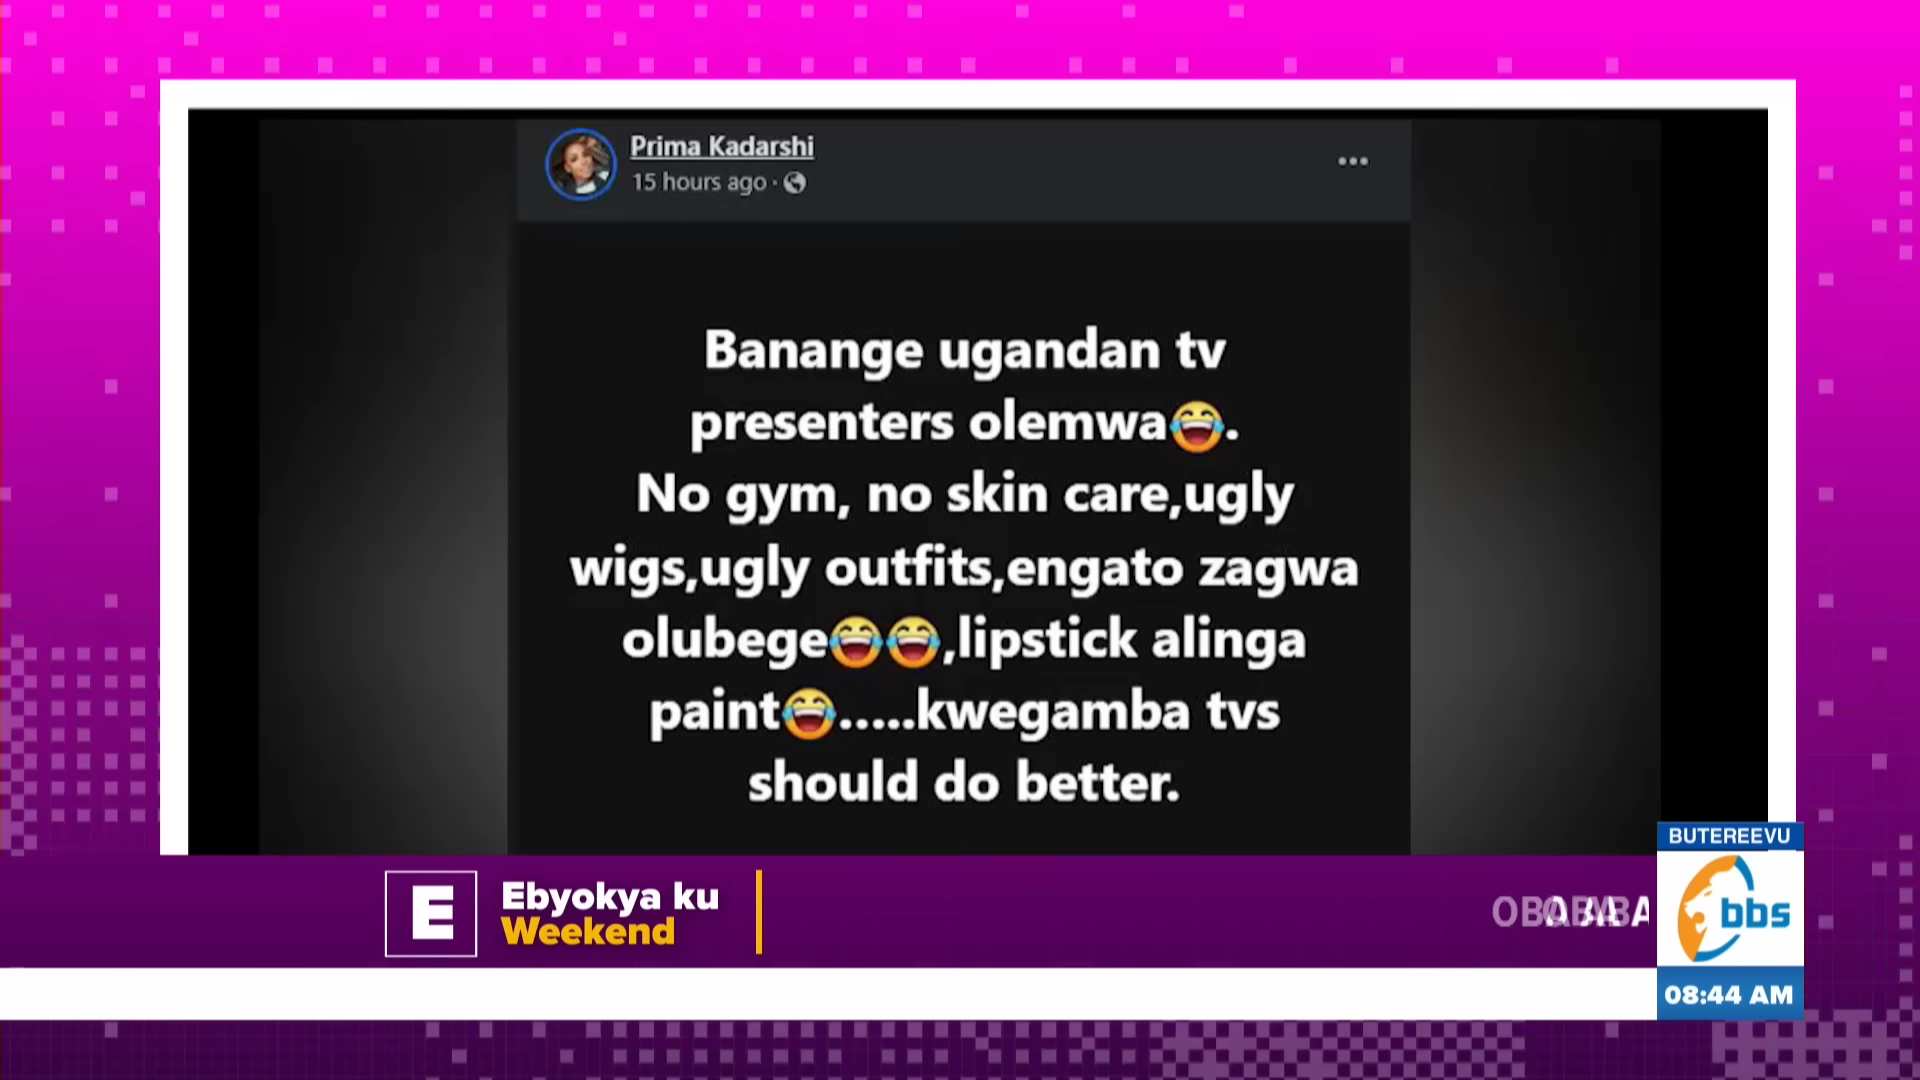 Prima Kadarshi
15 hours ago ·
Banange ugandan tv
presenters olemwa😂.
No gym, no skin care,ugly
wigs,ugly outfits,engato zagwa
olubege😂😂,lipstick alinga
paint😂.....kwegamba tvs
should do better.
BUTEREEVU
E
Ebyokya ku
Weekend
bbs
08:44 AM